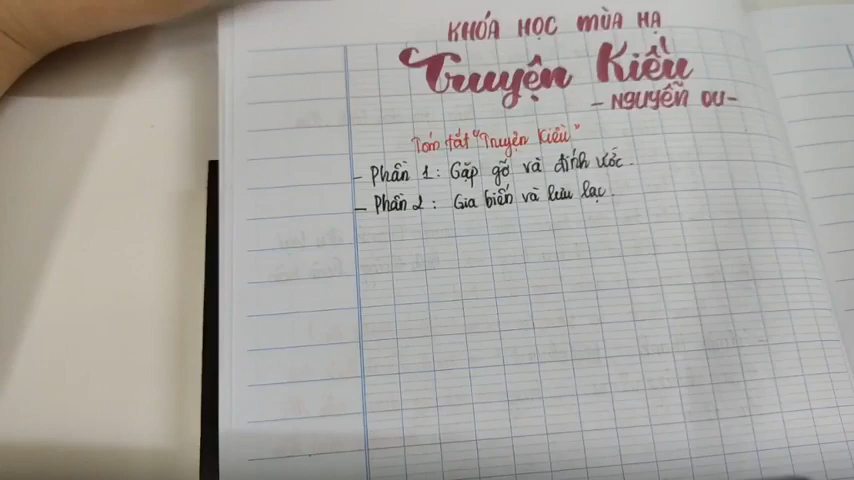 KHÓA HỌC MÙA HẠ
Truyện Kiều
- NGUYỄN DU -
Tóm tắt "Truyện Kiều"
- Phần 1: Gặp gỡ và đính ước.
- Phần 2: Gia biến và lưu lạc.